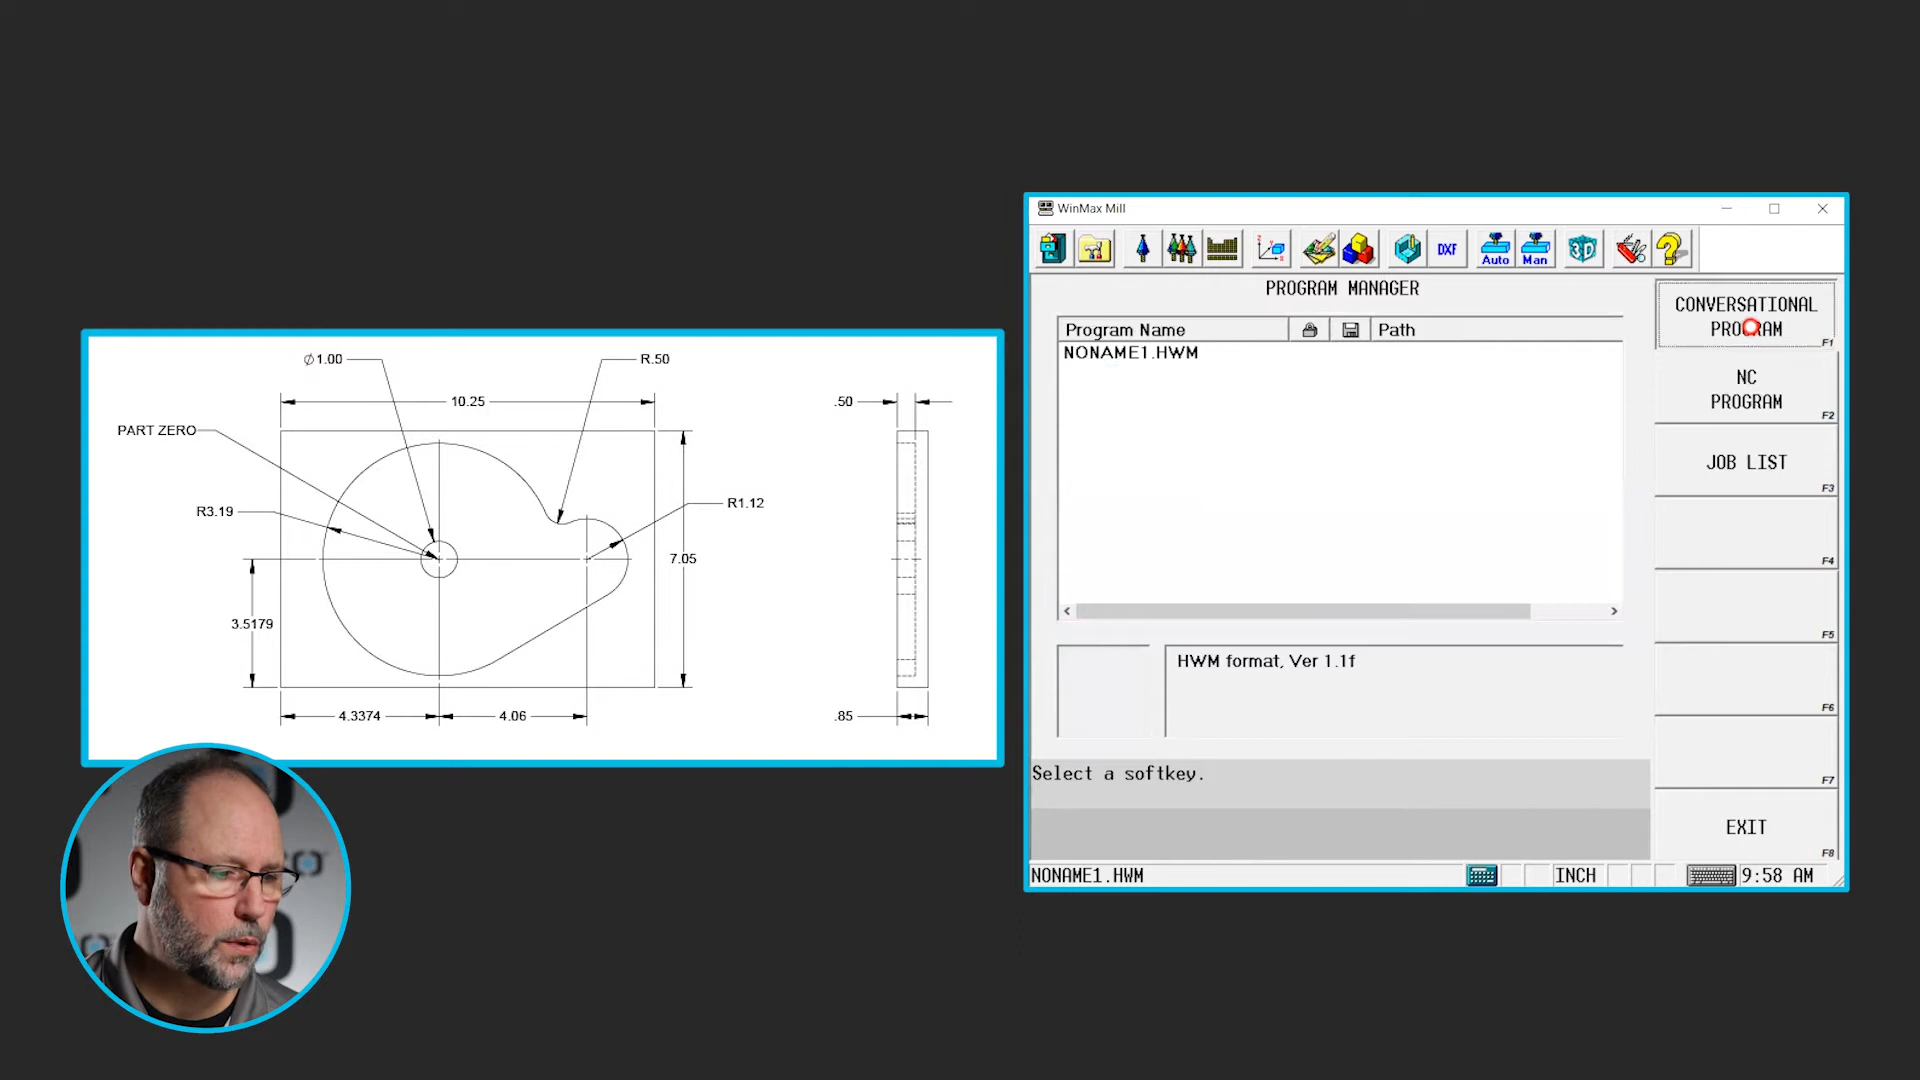 Ø1.00
R.50
10.25
.50
PART ZERO
R3.19
R1.12
7.05
3.5179
4.3374
4.06
.85
WinMax Mill
DXF
Auto
Man
3D
PROGRAM MANAGER
Program Name
Path
NONAME1.HWM
HWM format, Ver 1.1f
Select a softkey.
CONVERSATIONAL
PROGRAM
F1
NC
PROGRAM
F2
JOB LIST
F3
F4
F5
F6
F7
EXIT
F8
NONAME1.HWM
INCH
9:58 AM